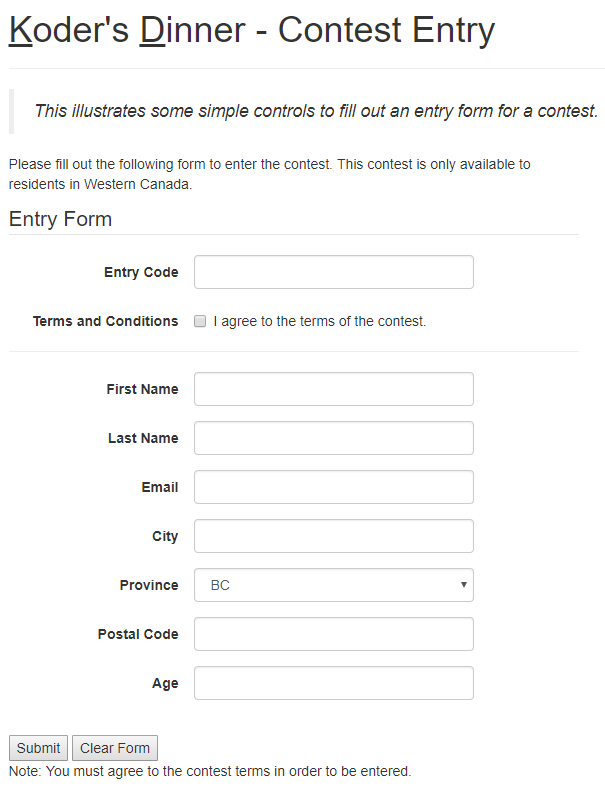 Koder's Dinner - Contest Entry
This illustrates some simple controls to fill out an entry form for a contest.
Please fill out the following form to enter the contest. This contest is only available to
residents in Western Canada.
Entry Form
Entry Code
Terms and Conditions I agree to the terms of the contest.
First Name
Last Name
Email
City
Province BC
Postal Code
Age
Submit Clear Form
Note: You must agree to the contest terms in order to be entered.